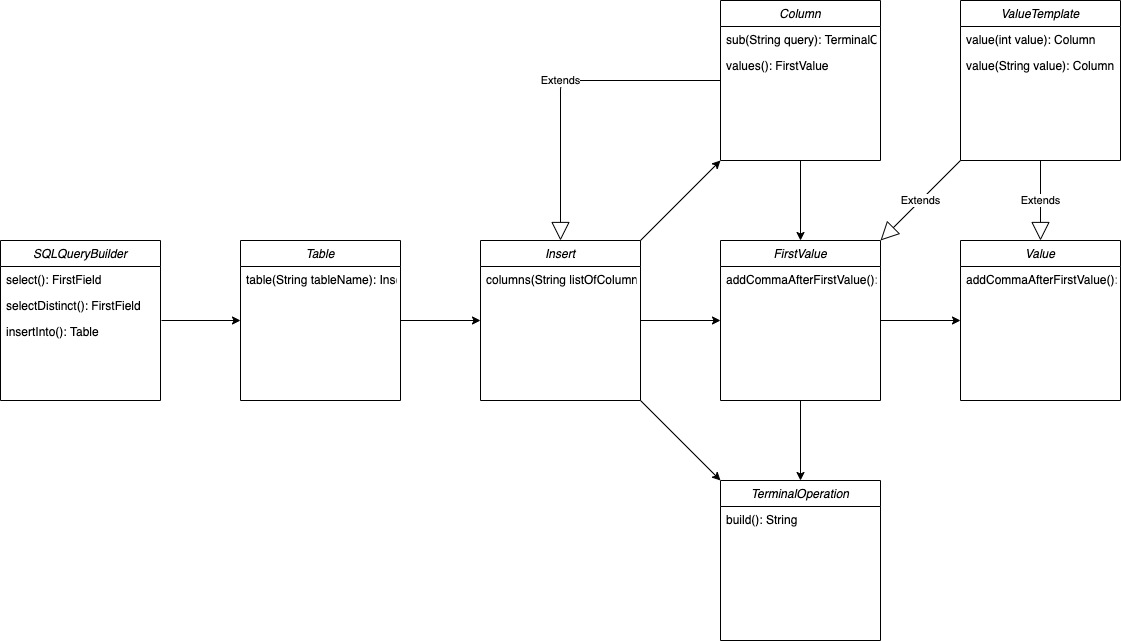 Column
sub(String query): TerminalC
values(): FirstValue
ValueTemplate
value(int value): Column
value(String value): Column
Extends
Extends
Extends
SQLQueryBuilder
select(): FirstField
selectDistinct(): FirstField
insertInto(): Table
Table
table(String tableName): Ins
Insert
columns(String listOfColumn
FirstValue
addCommaAfterFirstValue():
Value
addCommaAfterFirstValue():
TerminalOperation
build(): String